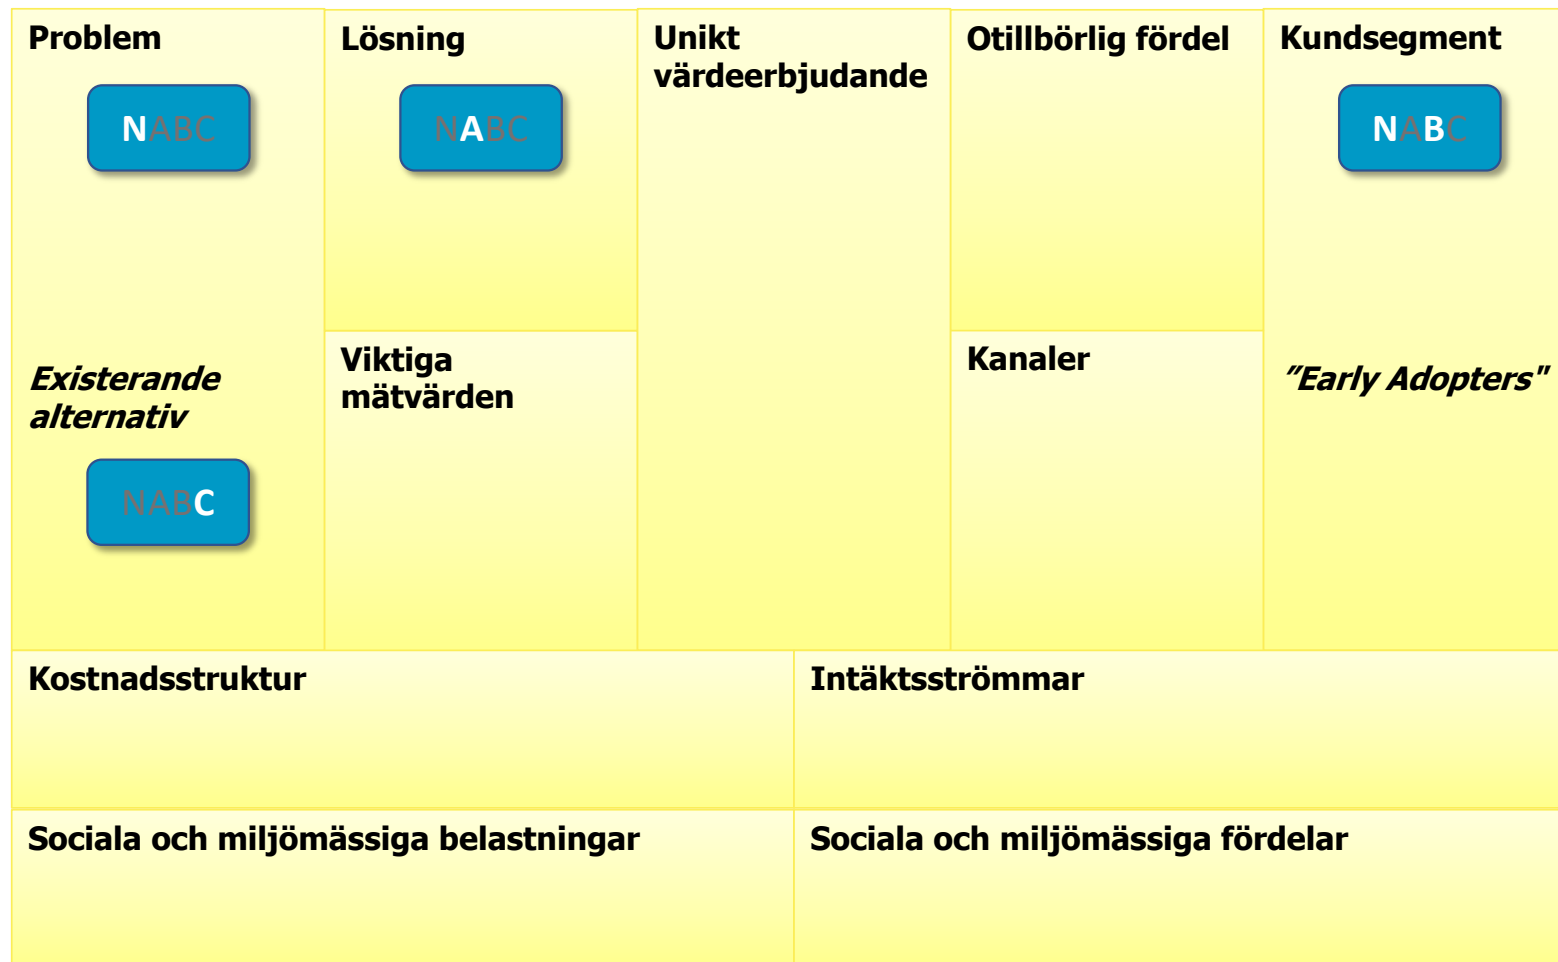 Problem
NABC
Existerande
alternativ
NABC
Lösning
NABC
Viktiga
mätvärden
Unikt
värdeerbjudande
Otillbörlig fördel
Kanaler
Kundsegment
NABC
”Early Adopters"
Kostnadsstruktur
Intäktsströmmar
Sociala och miljömässiga belastningar
Sociala och miljömässiga fördelar